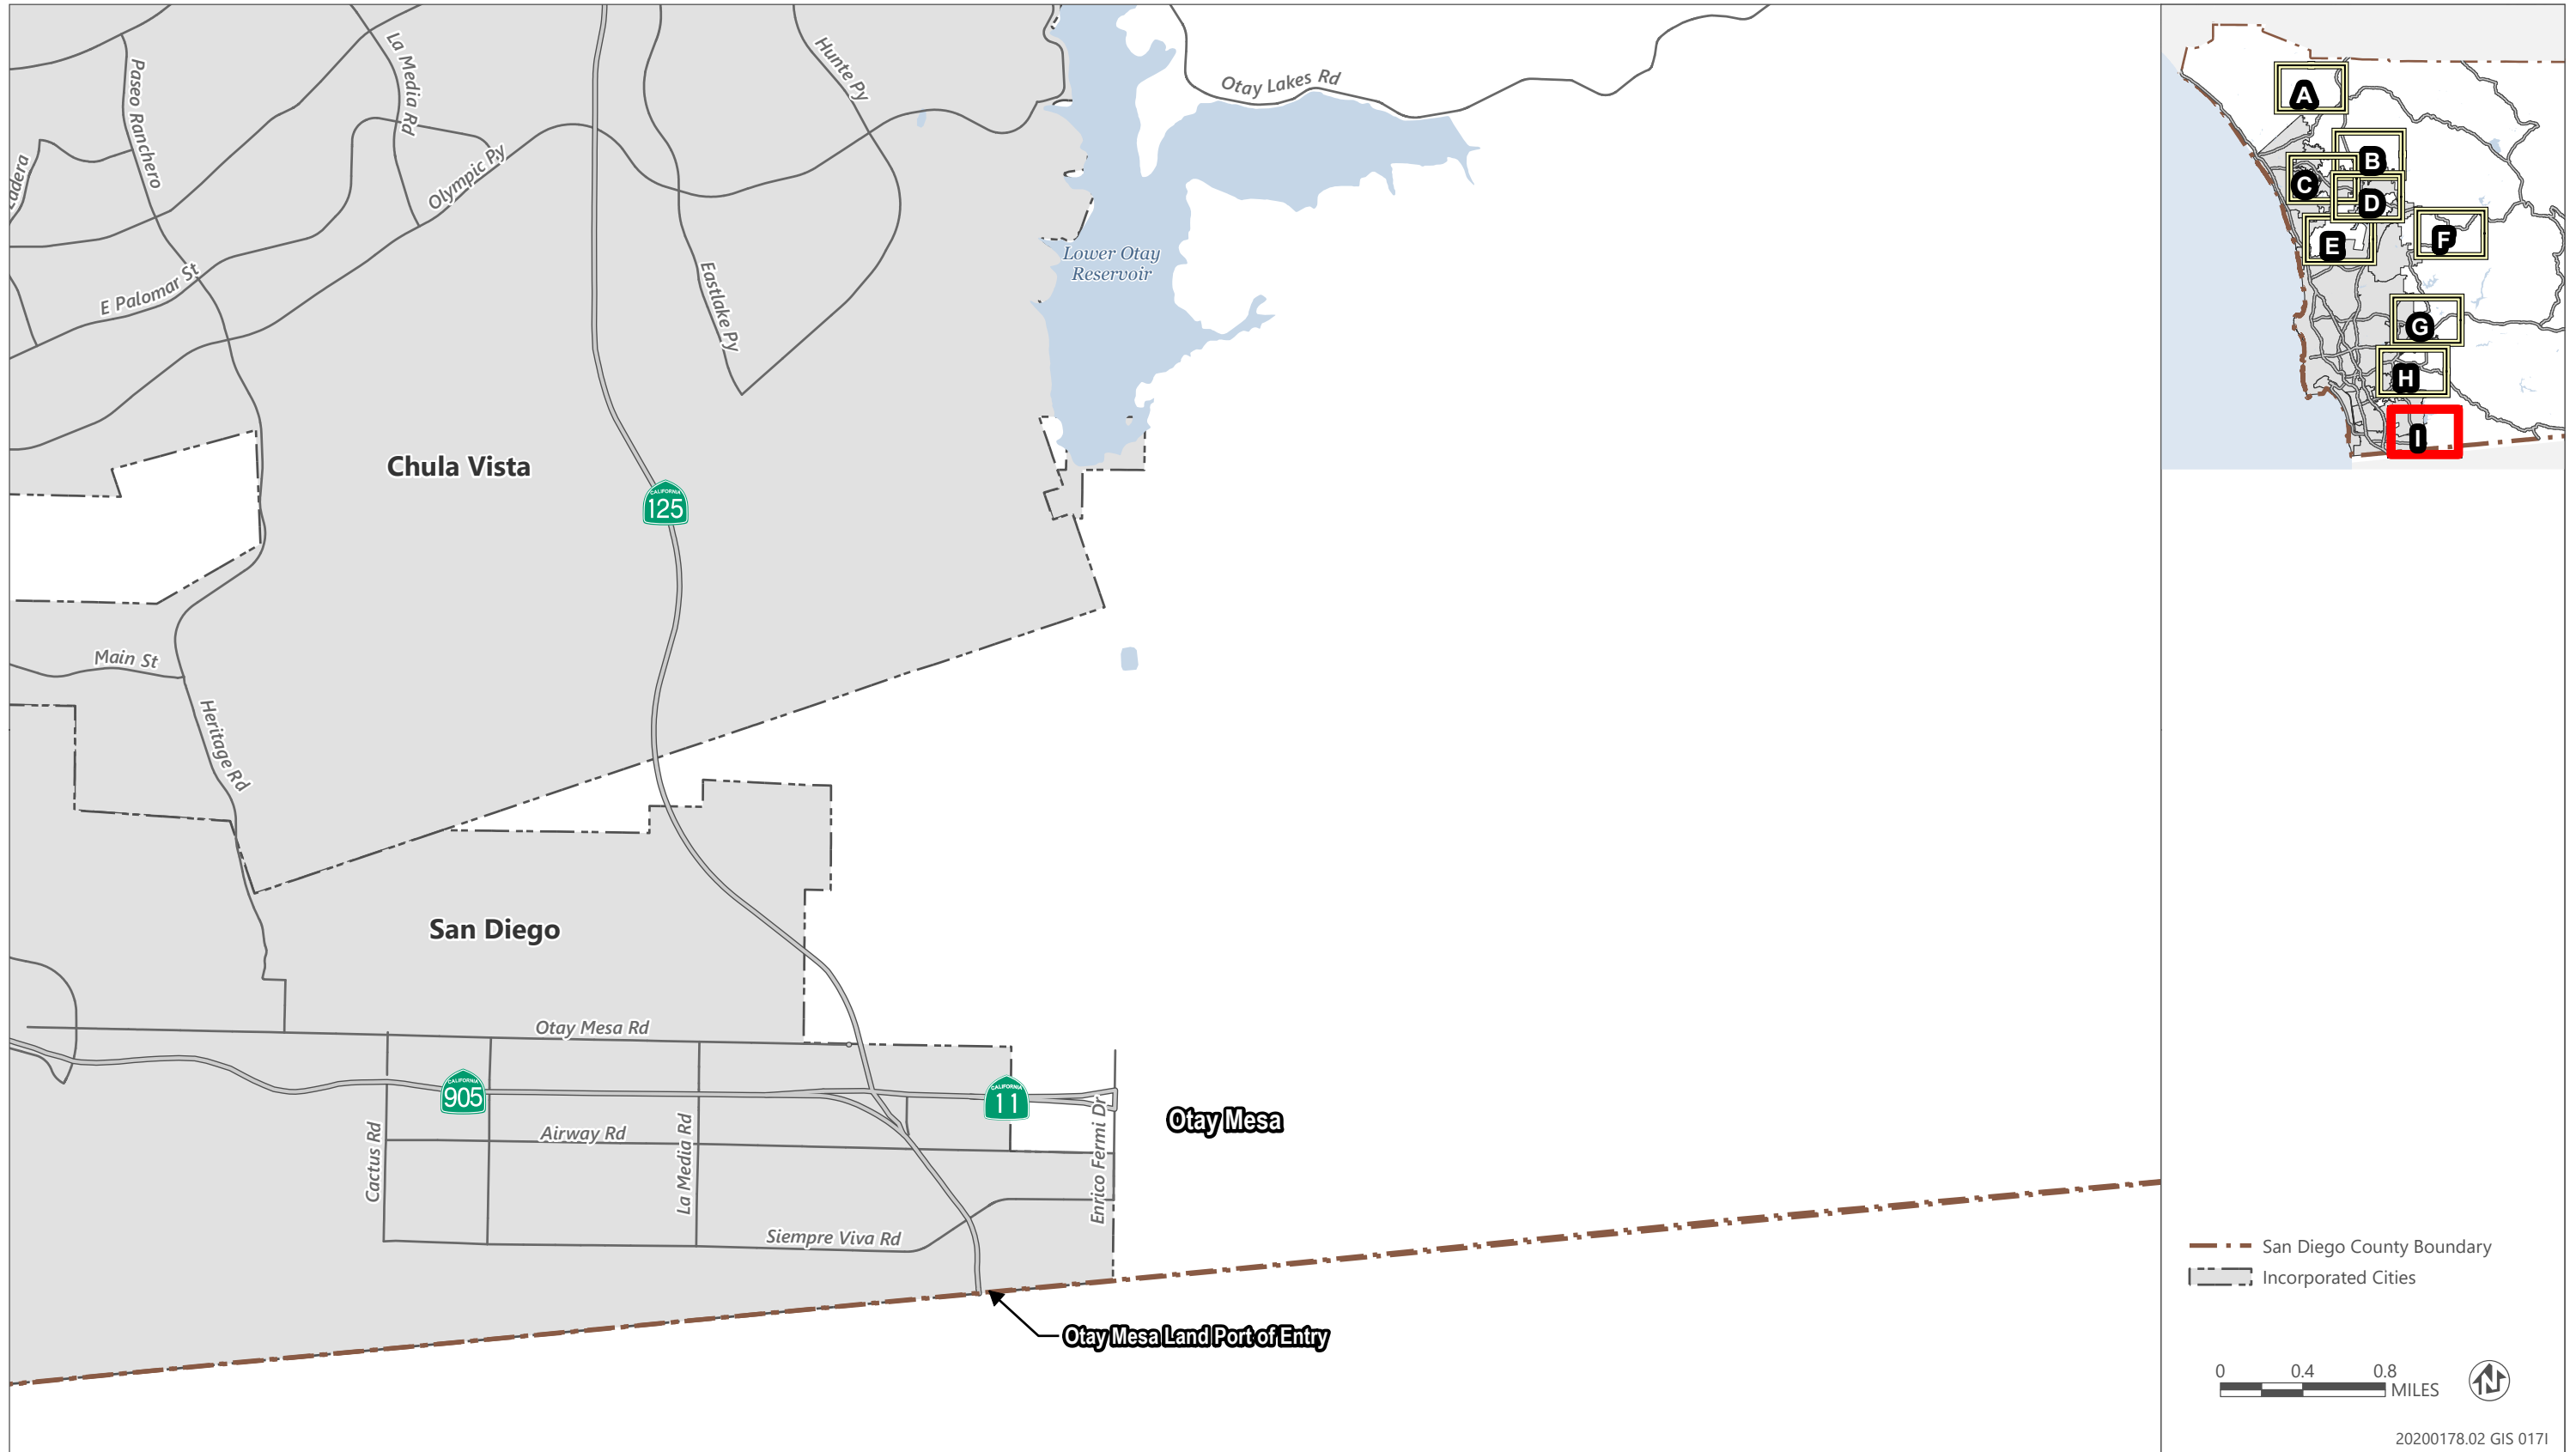 Paseo Ranchero
La Media Rd
Hunte Py
Otay Lakes Rd
Olympic Py
Lower Otay
Reservoir
E Palomar St
Eastlake Py
Chula Vista
CALIFORNIA
125
Main St
Heritage Rd
San Diego
Otay Mesa Rd
CALIFORNIA
905
CALIFORNIA
11
Otay Mesa
Airway Rd
Cactus Rd
La Media Rd
Enrico Fermi Dr
Siempre Viva Rd
Otay Mesa Land Port of Entry
A
B
C
D
E
F
G
H
I
San Diego County Boundary
Incorporated Cities
0 0.4 0.8
MILES
N
20200178.02 GIS 017I